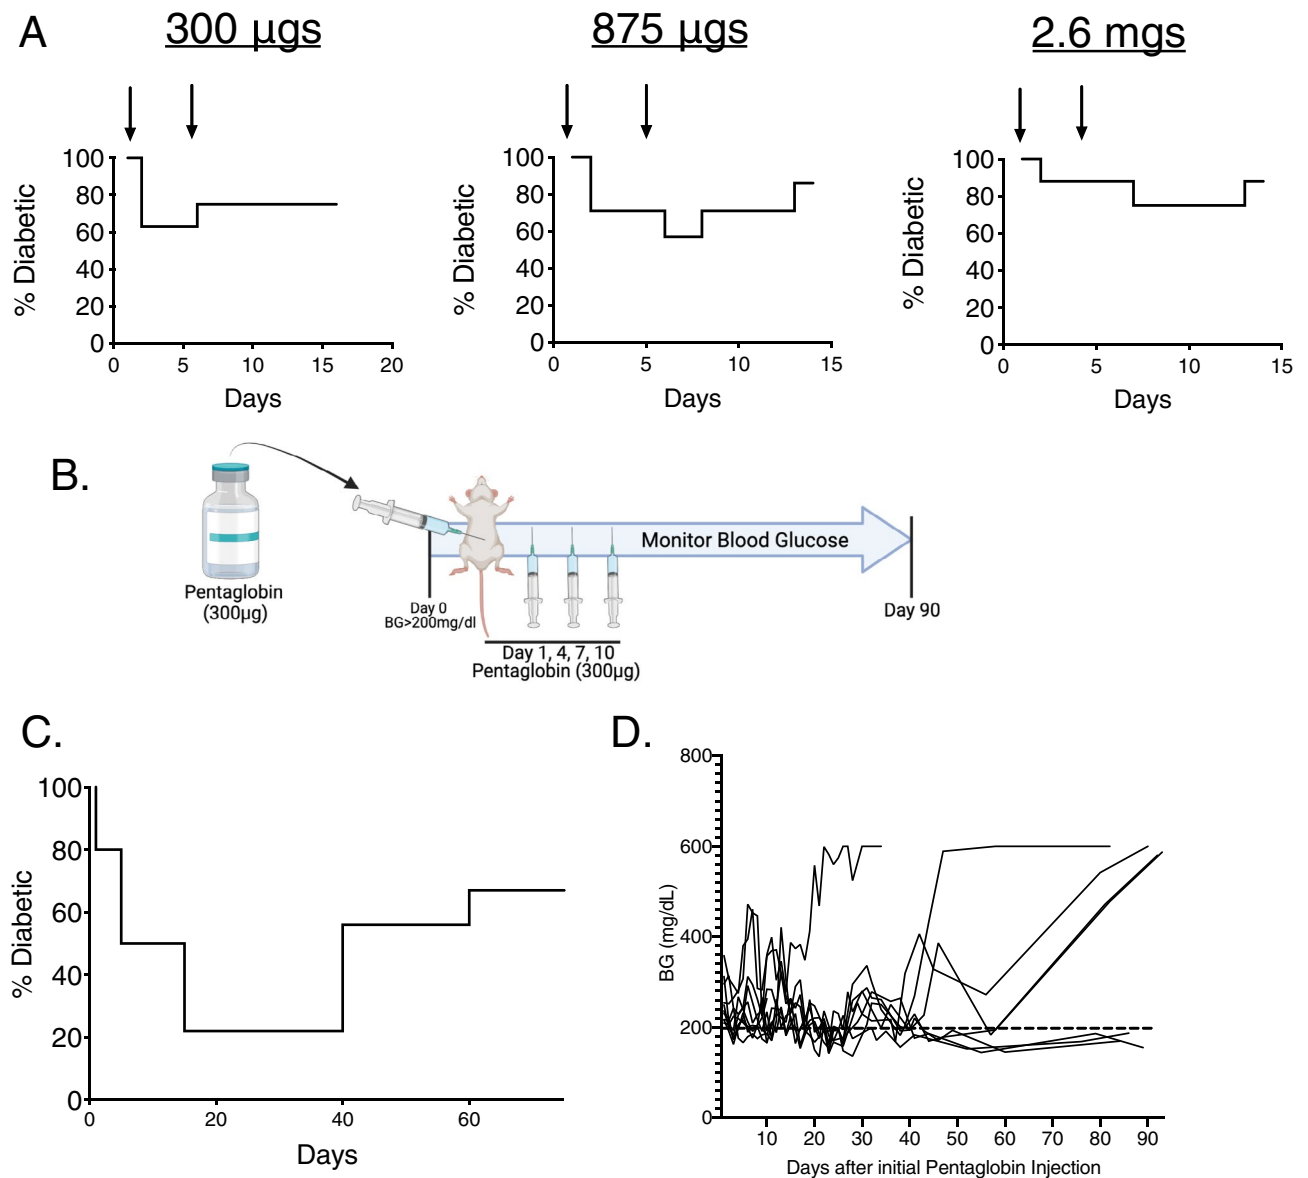 A
300 µgs
875 µgs
2.6 mgs
% Diabetic
100
80
60
40
20
0
0 5 10 15 20
Days
% Diabetic
100
80
60
40
20
0
0 5 10 15
Days
% Diabetic
100
80
60
40
20
0
0 5 10 15
Days
B.
Pentaglobin
(300µg)
Monitor Blood Glucose
Day 0
BG>200mg/dl
Day 90
Day 1, 4, 7, 10
Pentaglobin (300µg)
C.
% Diabetic
100
80
60
40
20
0
0 20 40 60
Days
D.
BG (mg/dL)
800
600
400
200
0
10 20 30 40 50 60 70 80 90
Days after initial Pentaglobin Injection